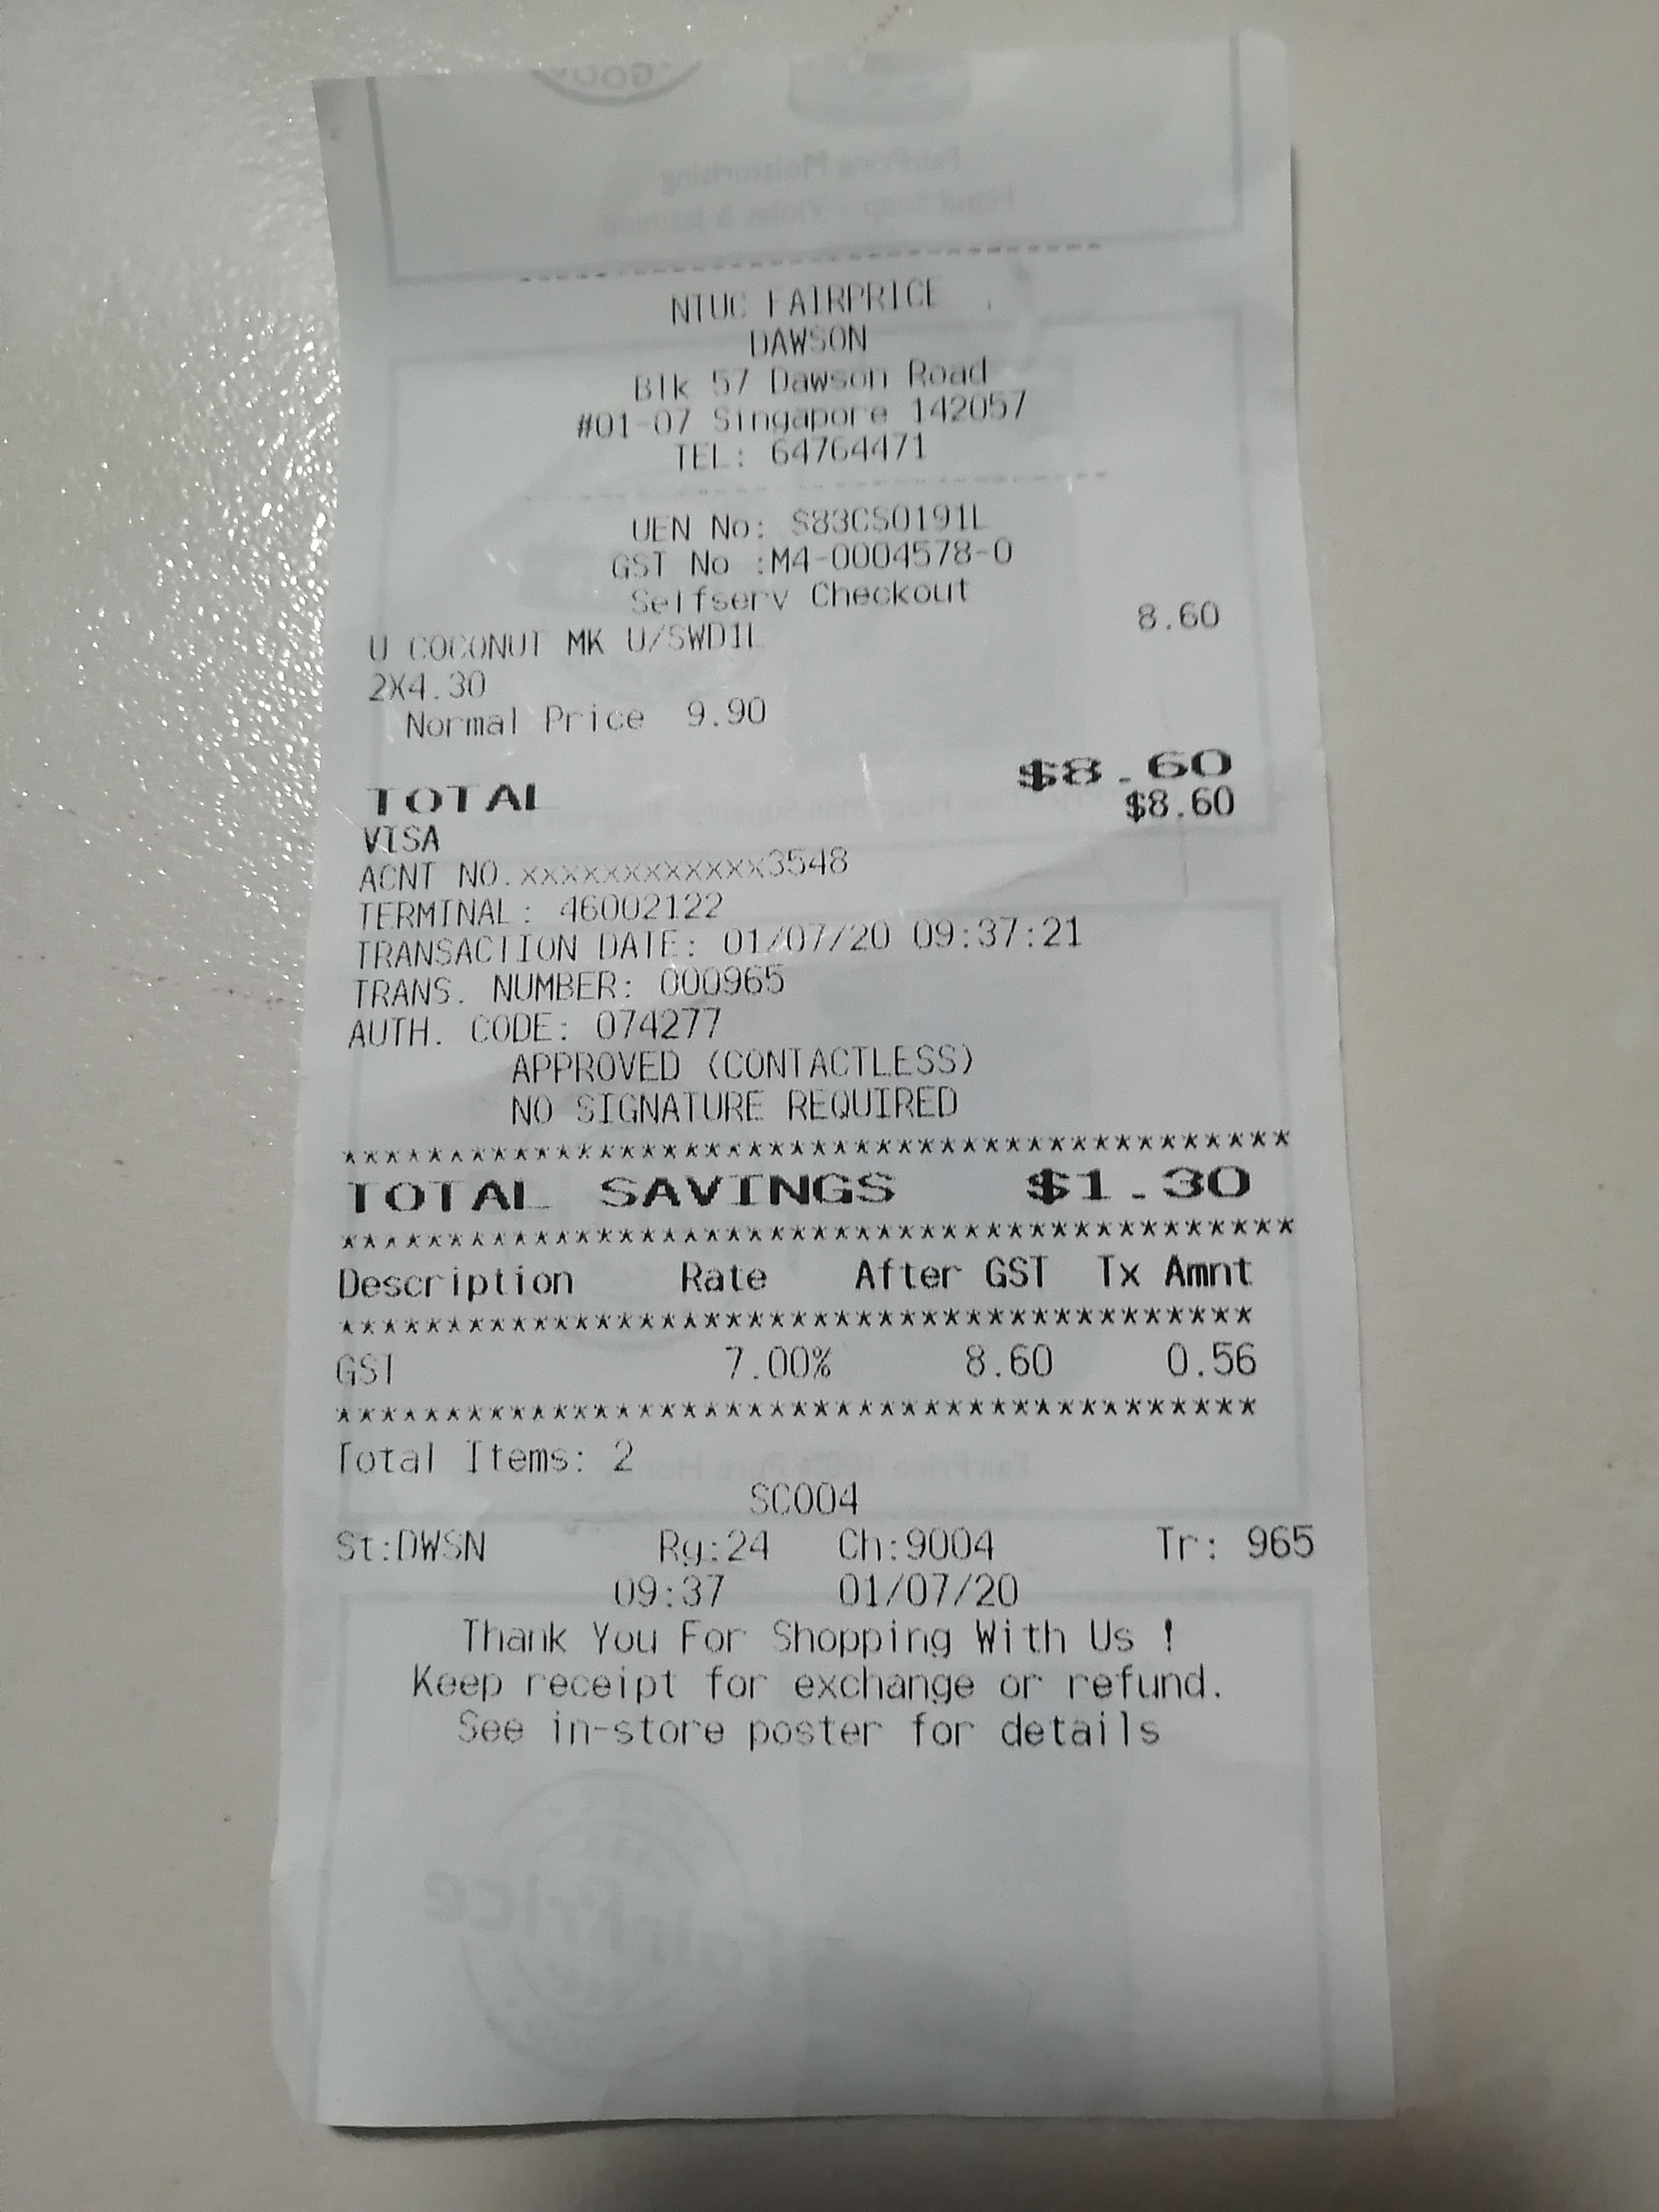 NTUC FAIRPRICE
DAWSON
Blk 57 Dawson Road
#01-07 Singapore 142057
TEL: 64764471
UEN No: S83CS0191L
GST No :M4-0004578-0
Selfserv Checkout
U COCONUT MK U/SWD1L 8.60
2X4.30
Normal Price 9.90
TOTAL $8.60
VISA $8.60
ACNT NO.xxxxxxxxxxxx3548
TERMINAL: 46002122
TRANSACTION DATE: 01/07/20 09:37:21
TRANS. NUMBER: 000965
AUTH. CODE: 074277
APPROVED (CONTACTLESS)
NO SIGNATURE REQUIRED
********************************************
TOTAL SAVINGS $1.30
********************************************
Description Rate After GST Tx Amnt
******************************************
GST 7.00% 8.60 0.56
******************************************
Total Items: 2
SC004
St:DWSN Rg:24 Ch:9004 Tr: 965
09:37 01/07/20
Thank You For Shopping With Us !
Keep receipt for exchange or refund.
See in-store poster for details